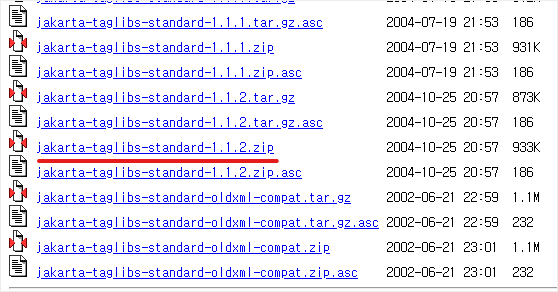 jakarta-taglibs-standard-1.1.1.tar.gz.asc 2004-07-19 21:53 186
jakarta-taglibs-standard-1.1.1.zip 2004-07-19 21:53 931K
jakarta-taglibs-standard-1.1.1.zip.asc 2004-07-19 21:53 186
jakarta-taglibs-standard-1.1.2.tar.gz 2004-10-25 20:57 873K
jakarta-taglibs-standard-1.1.2.tar.gz.asc 2004-10-25 20:57 186
jakarta-taglibs-standard-1.1.2.zip 2004-10-25 20:57 933K
jakarta-taglibs-standard-1.1.2.zip.asc 2004-10-25 20:57 186
jakarta-taglibs-standard-oldxml-compat.tar.gz 2002-06-21 22:59 1.1M
jakarta-taglibs-standard-oldxml-compat.tar.gz.asc 2002-06-21 22:59 232
jakarta-taglibs-standard-oldxml-compat.zip 2002-06-21 23:01 1.1M
jakarta-taglibs-standard-oldxml-compat.zip.asc 2002-06-21 23:01 232